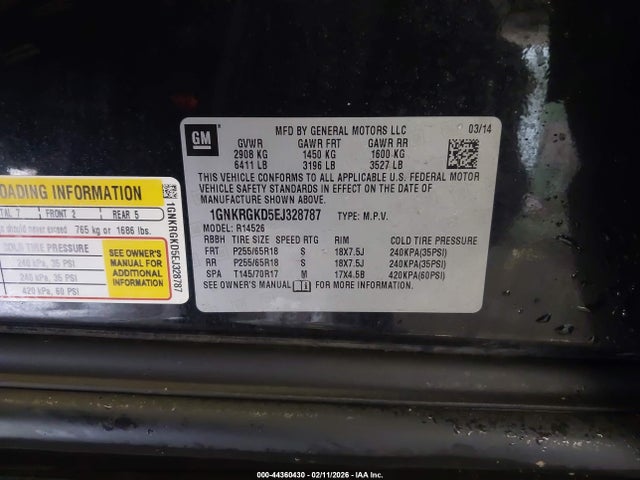 GM
MFD BY GENERAL MOTORS LLC 03/14
GVWR GAWR FRT GAWR RR
2908 KG 1450 KG 1600 KG
6411 LB 3196 LB 3527 LB
THIS VEHICLE CONFORMS TO ALL APPLICABLE U.S. FEDERAL MOTOR
VEHICLE SAFETY STANDARDS IN EFFECT ON THE DATE OF
MANUFACTURE SHOWN ABOVE.
1GNKRGKD5EJ328787 TYPE: M.P.V.
MODEL: R14526
RBBH TIRE SIZE SPEED RTG RIM COLD TIRE PRESSURE
FRT P255/65R18 S 18X7.5J 240KPA(35PSI)
RR P255/65R18 S 18X7.5J 240KPA(35PSI)
SPA T145/70R17 M 17X4.5B 420KPA(60PSI)
SEE OWNER'S MANUAL FOR MORE INFORMATION.
LOADING INFORMATION
TAL 7 FRONT 2 REAR 5
should never exceed 765 kg or 1686 lbs.
COLD TIRE PRESSURE
240 kPa, 35 PSI
240 kPa, 35 PSI
420 kPa, 60 PSI
SEE OWNER'S
MANUAL FOR
ADDITIONAL
INFORMATION
1GNKRGKD5EJ328787
000-44360430 - 02/11/2026 - IAA Inc.